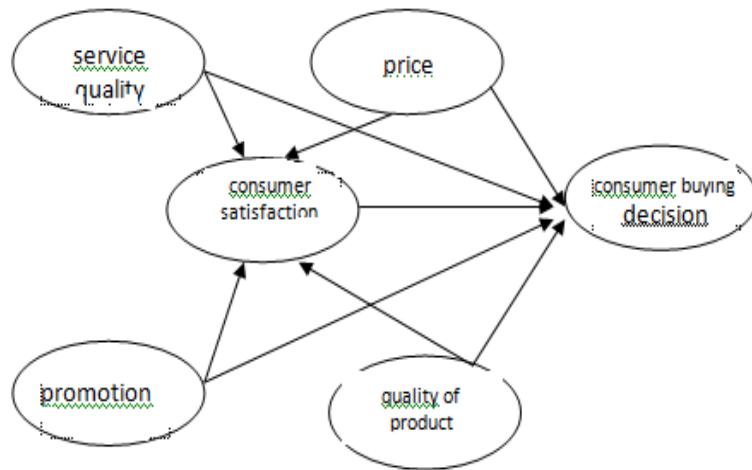 service
quality
price
consumer
satisfaction
consumer buying
decision
promotion
quality of
product